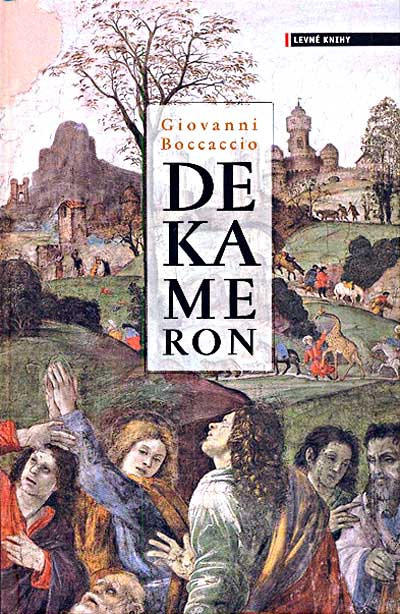 LEVNÉ KNIHY
Giovanni
Boccaccio
DE
KA
ME
RON